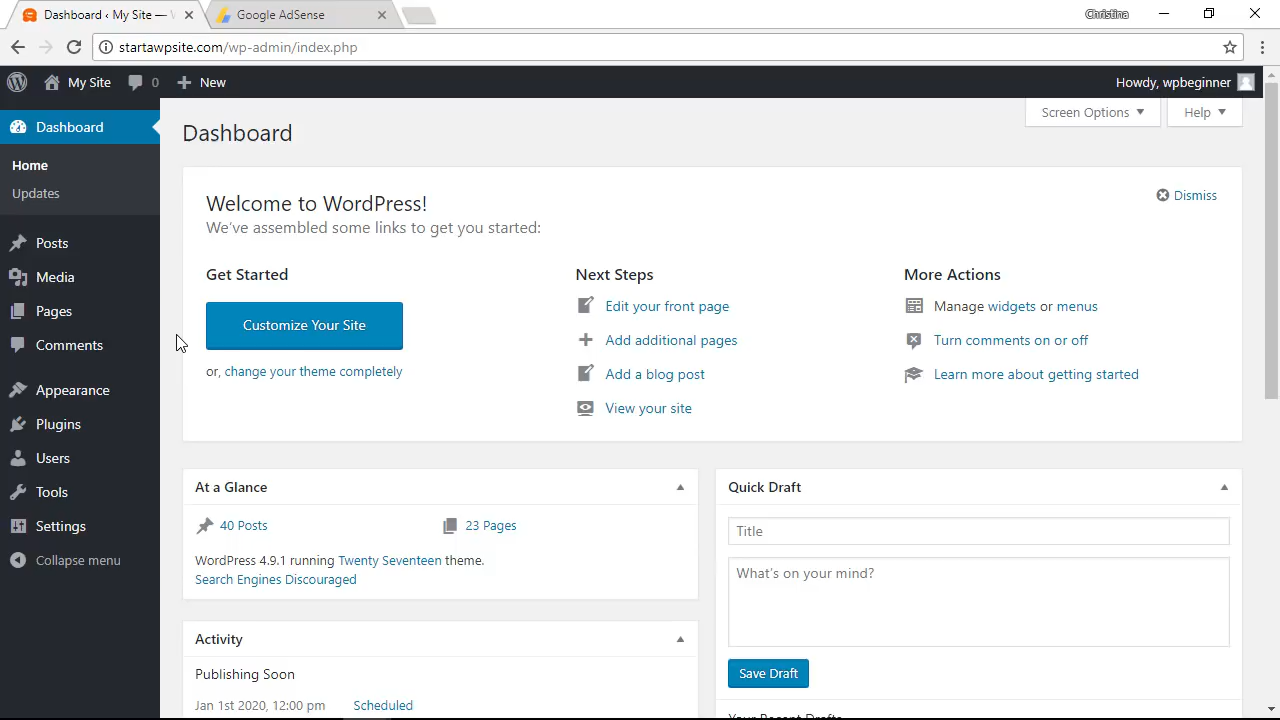 Dashboard ‹ My Site — W
Google AdSense
Christina
startawpsite.com/wp-admin/index.php
My Site
0
New
Howdy, wpbeginner
Dashboard
Home
Updates
Posts
Media
Pages
Comments
Appearance
Plugins
Users
Tools
Settings
Collapse menu
Screen Options
Help
Dashboard
Welcome to WordPress!
Dismiss
We've assembled some links to get you started:
Get Started
Customize Your Site
or, change your theme completely
Next Steps
Edit your front page
Add additional pages
Add a blog post
View your site
More Actions
Manage widgets or menus
Turn comments on or off
Learn more about getting started
At a Glance
40 Posts
23 Pages
WordPress 4.9.1 running Twenty Seventeen theme.
Search Engines Discouraged
Activity
Publishing Soon
Jan 1st 2020, 12:00 pm
Scheduled
Quick Draft
Title
What's on your mind?
Save Draft
Your Recent Drafts